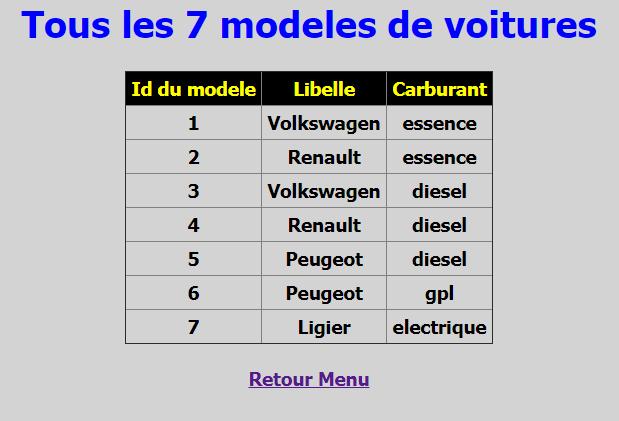 Tous les 7 modeles de voitures
Id du modele Libelle Carburant
1 Volkswagen essence
2 Renault essence
3 Volkswagen diesel
4 Renault diesel
5 Peugeot diesel
6 Peugeot gpl
7 Ligier electrique
Retour Menu